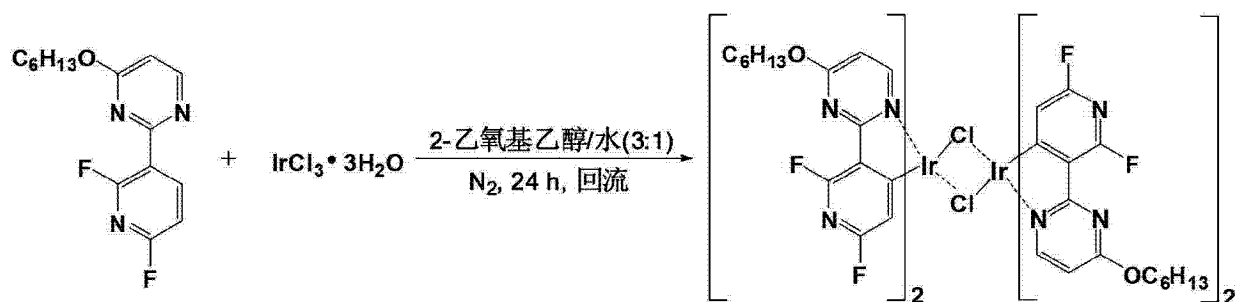 C₆H₁₃O
N
N
F
N
F
+
IrCl₃• 3H₂O
2-乙氧基乙醇/水(3:1)
N₂, 24 h, 回流
C₆H₁₃O
N
N
F
N
F
2
Ir
Cl
Cl
Ir
F
N
F
N
N
OC₆H₁₃
2